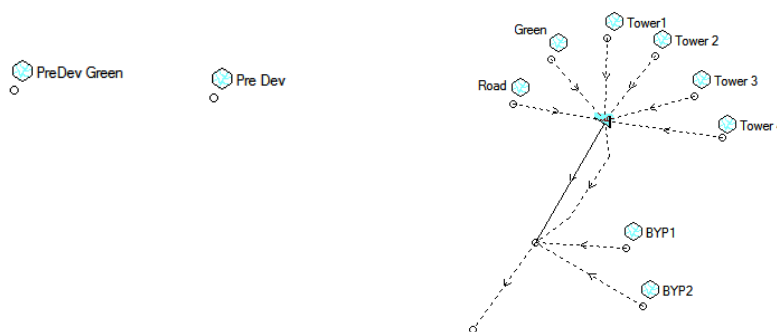 Tower1
Green
Tower 2
PreDev Green
Pre Dev
Road
Tower 3
Tower
BYP1
BYP2